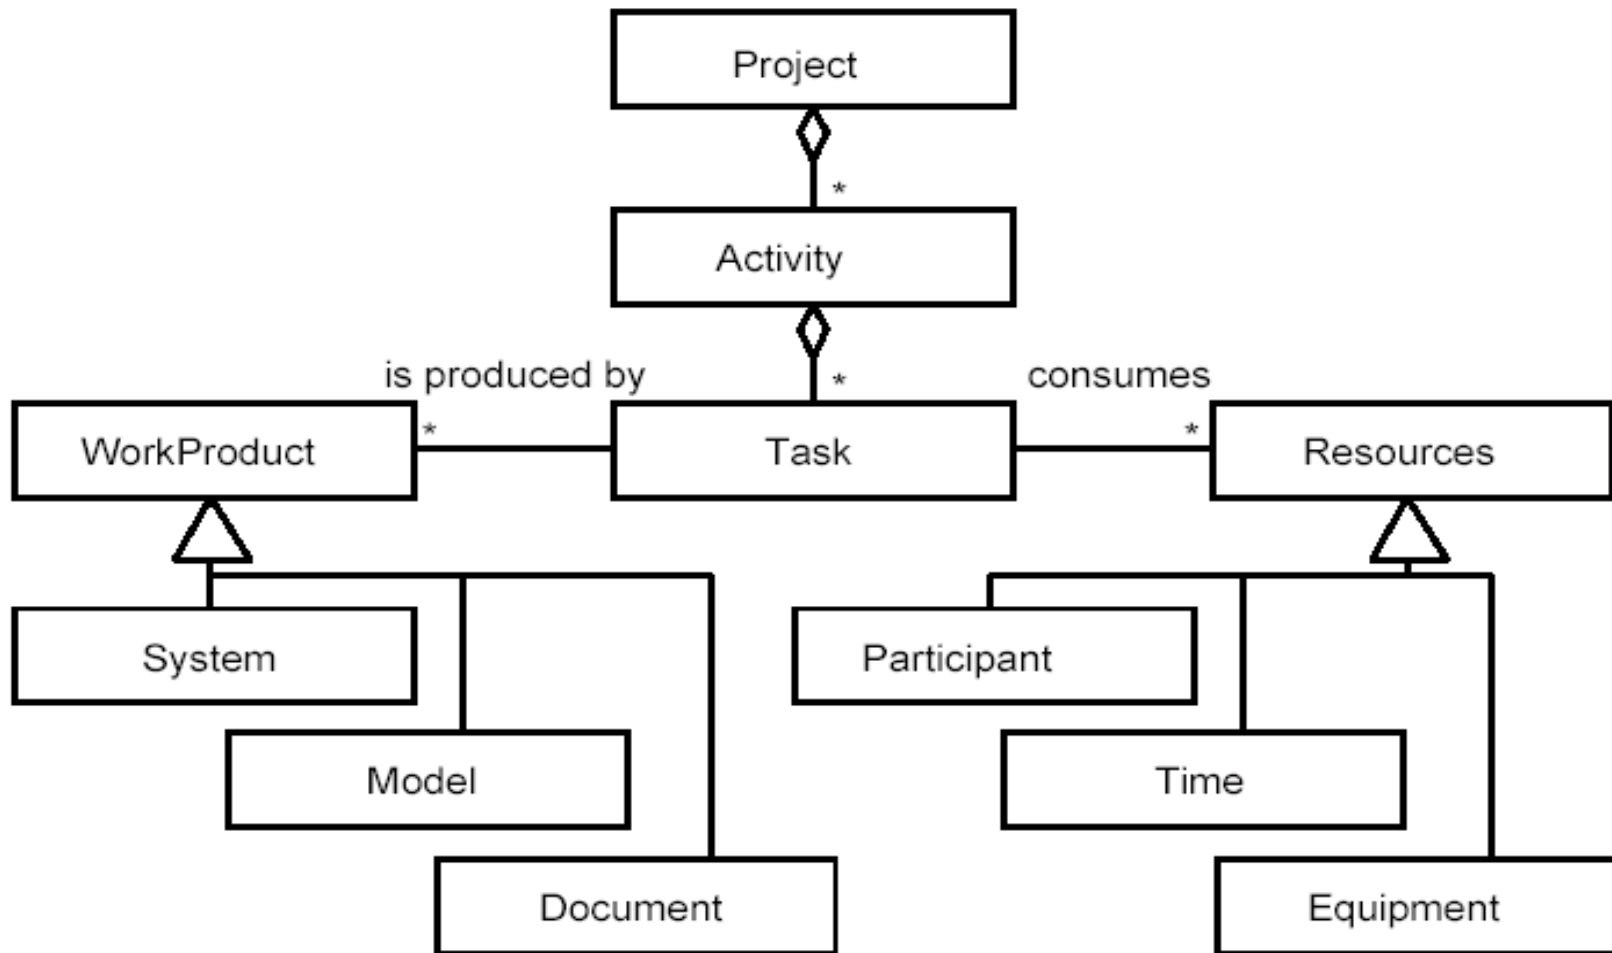 Project
*
Activity
is produced by
*
consumes
WorkProduct
*
Task
*
Resources
System
Participant
Model
Time
Document
Equipment